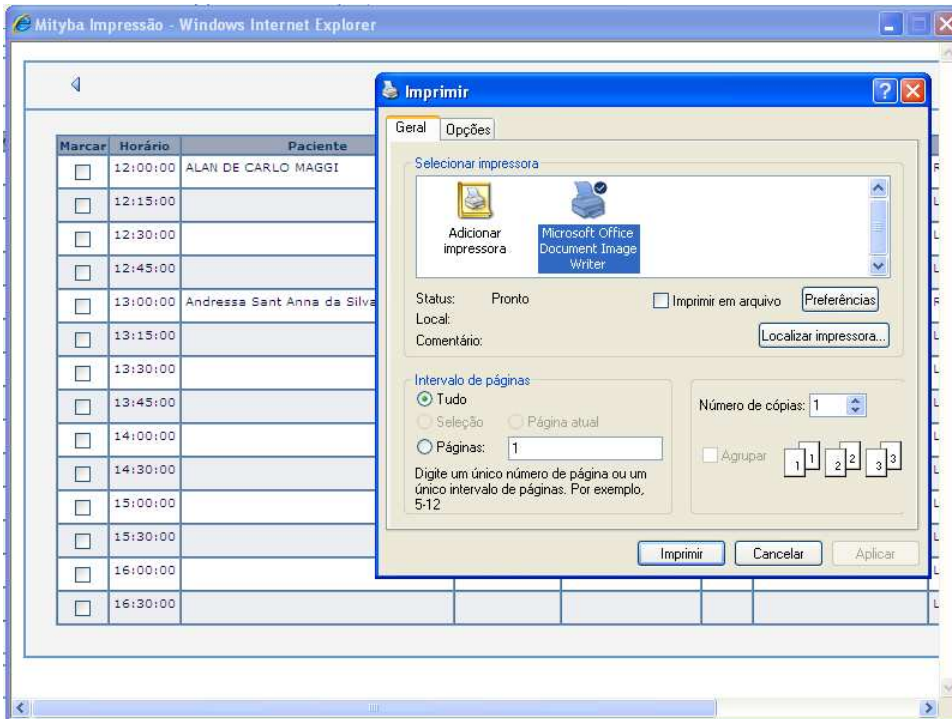 Mityba Impressão - Windows Internet Explorer
Marcar Horário Paciente
12:00:00 ALAN DE CARLO MAGGI
12:15:00
12:30:00
12:45:00
13:00:00 Andressa Sant Anna da Silva
13:15:00
13:30:00
13:45:00
14:00:00
14:30:00
15:00:00
15:30:00
16:00:00
16:30:00
Imprimir
Geral Opções
Selecionar impressora
Adicionar
impressora
Microsoft Office
Document Image
Writer
Status: Pronto
Imprimir em arquivo Preferências
Local:
Comentário:
Localizar impressora...
Intervalo de páginas
Tudo
Seleção Página atual
Páginas: 1
Digite um único número de página ou um
único intervalo de páginas. Por exemplo,
5-12
Número de cópias: 1
Agrupar
1 1 2 2 3 3
Imprimir Cancelar Aplicar